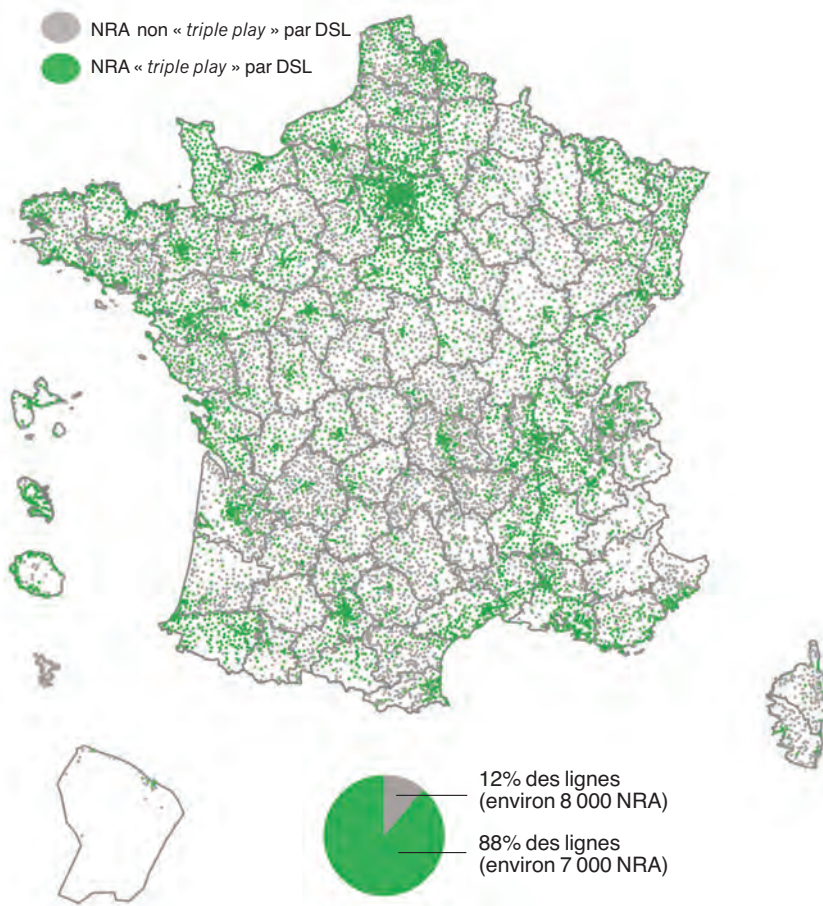 NRA non « triple play » par DSL
NRA « triple play » par DSL
12% des lignes
(environ 8 000 NRA)
88% des lignes
(environ 7 000 NRA)